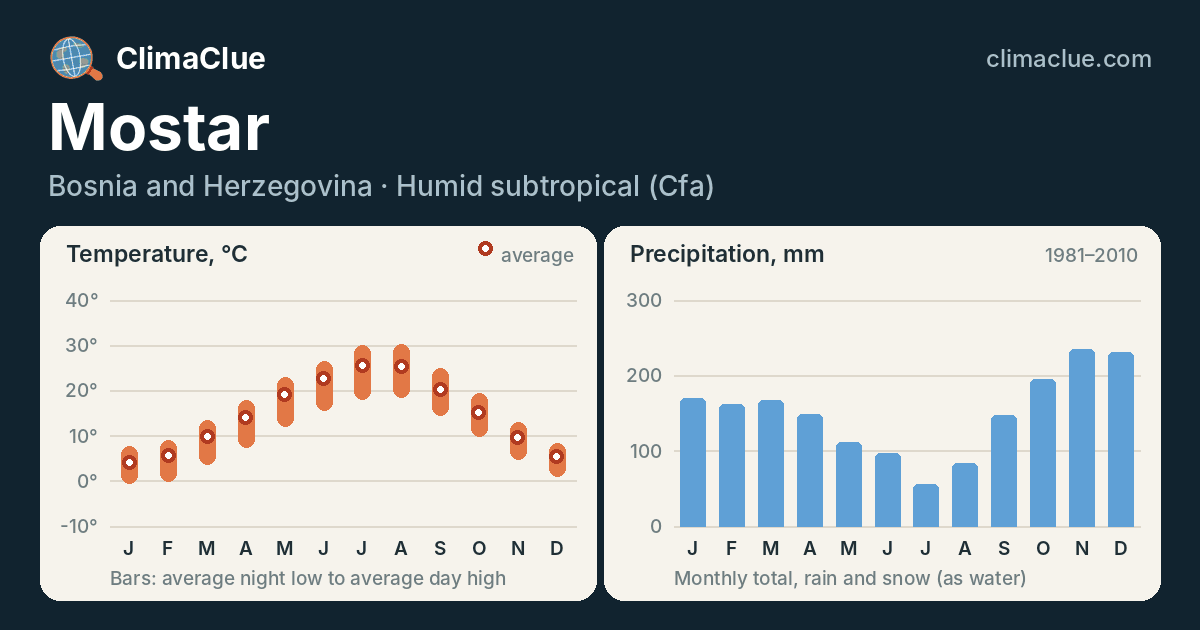 ClimaClue
climaclue.com
Mostar
Bosnia and Herzegovina · Humid subtropical (Cfa)
Temperature, °C
average
40°
30°
20°
10°
0°
-10°
J F M A M J J A S O N D
Bars: average night low to average day high
Precipitation, mm
1981–2010
300
200
100
0
J F M A M J J A S O N D
Monthly total, rain and snow (as water)